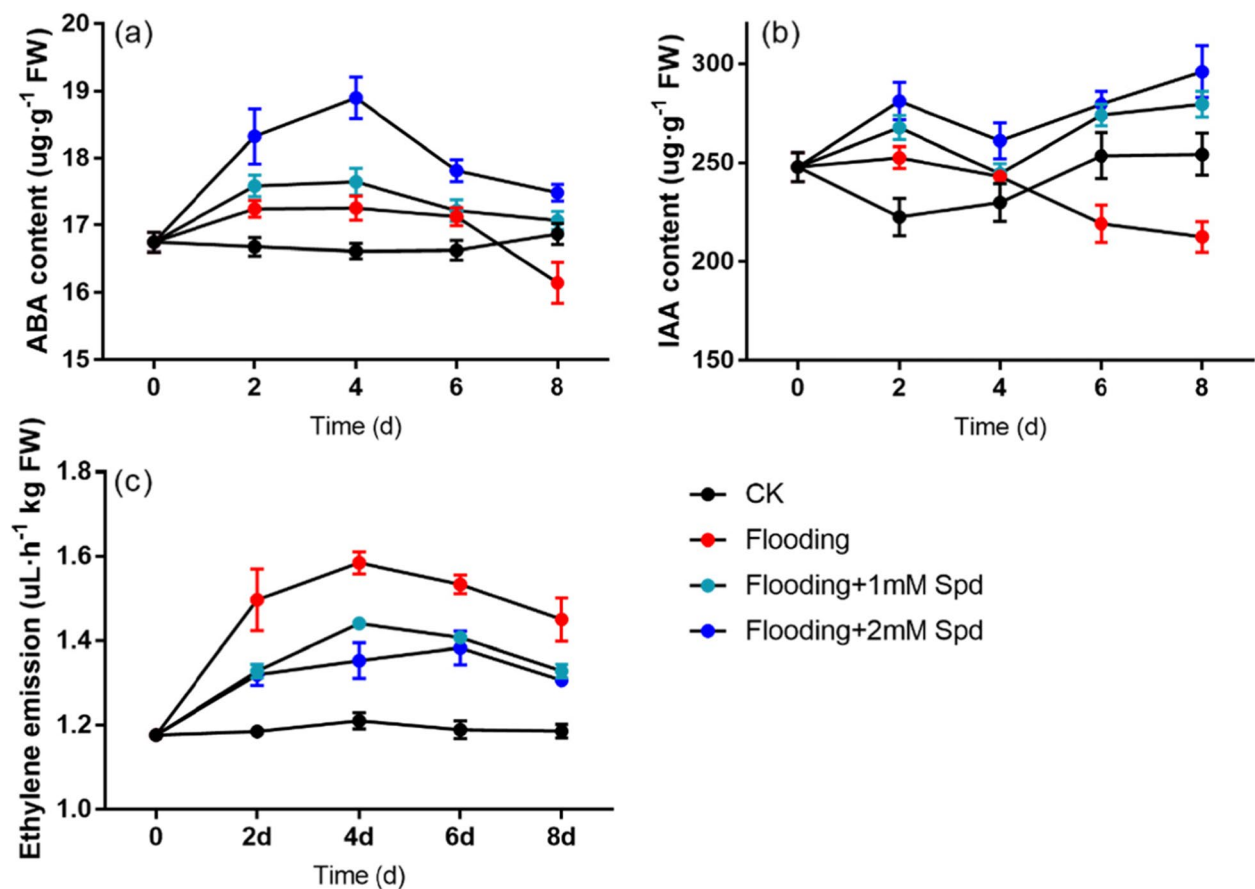 (a)
ABA content (ug·g⁻¹ FW)
20
19
18
17
16
15
0 2 4 6 8
Time (d)
(b)
IAA content (ug·g⁻¹ FW)
300
250
200
150
0 2 4 6 8
Time (d)
(c)
Ethylene emission (uL·h⁻¹ kg FW)
1.8
1.6
1.4
1.2
1.0
0 2d 4d 6d 8d
Time (d)
CK
Flooding
Flooding+1mM Spd
Flooding+2mM Spd